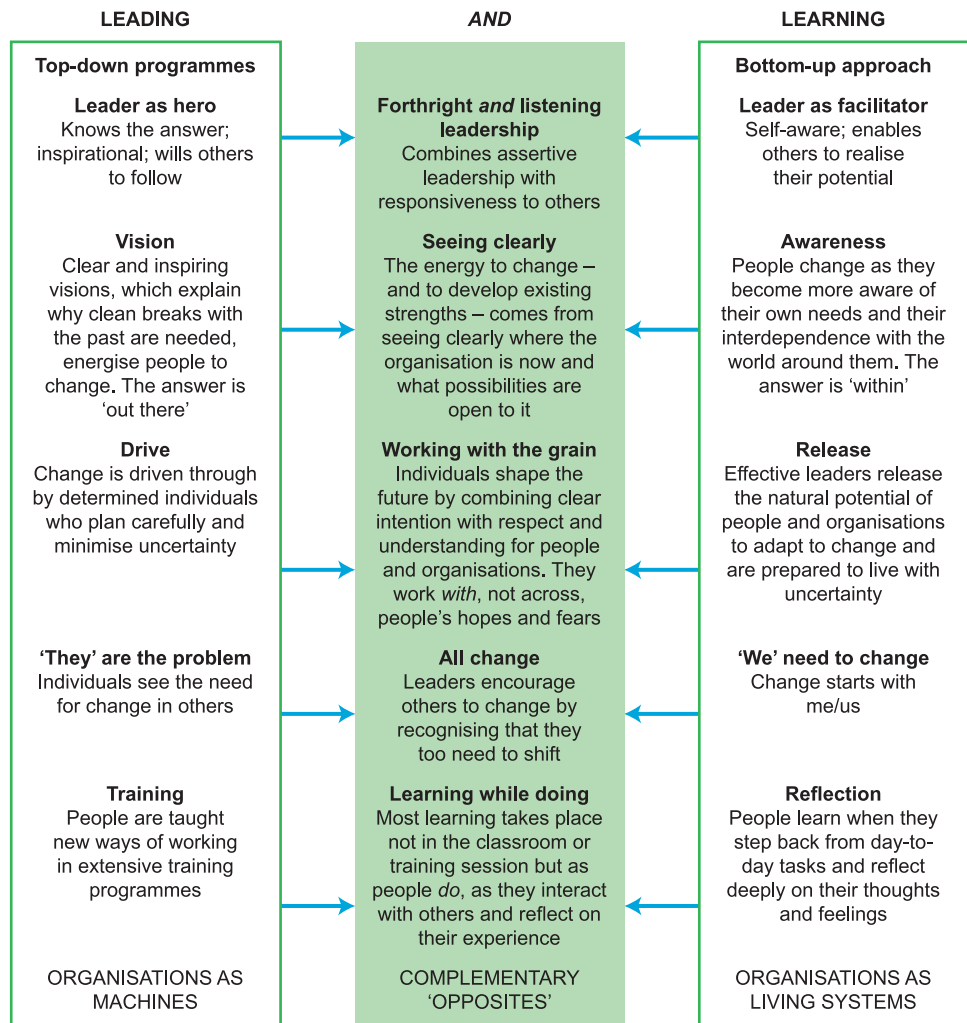 LEADING
AND
LEARNING
Top-down programmes
Bottom-up approach
Leader as hero
Knows the answer;
inspirational; wills others
to follow
Forthright and listening
leadership
Combines assertive
leadership with
responsiveness to others
Leader as facilitator
Self-aware; enables
others to realise
their potential
Vision
Clear and inspiring
visions, which explain
why clean breaks with
the past are needed,
energise people to
change. The answer is
‘out there’
Seeing clearly
The energy to change –
and to develop existing
strengths – comes from
seeing clearly where the
organisation is now and
what possibilities are
open to it
Awareness
People change as they
become more aware of
their own needs and their
interdependence with the
world around them. The
answer is ‘within’
Drive
Change is driven through
by determined individuals
who plan carefully and
minimise uncertainty
Working with the grain
Individuals shape the
future by combining clear
intention with respect and
understanding for people
and organisations. They
work with, not across,
people’s hopes and fears
Release
Effective leaders release
the natural potential of
people and organisations
to adapt to change and
are prepared to live with
uncertainty
‘They’ are the problem
Individuals see the need
for change in others
All change
Leaders encourage
others to change by
recognising that they
too need to shift
‘We’ need to change
Change starts with
me/us
Training
People are taught
new ways of working
in extensive training
programmes
Learning while doing
Most learning takes place
not in the classroom or
training session but as
people do, as they interact
with others and reflect on
their experience
Reflection
People learn when they
step back from day-to-
day tasks and reflect
deeply on their thoughts
and feelings
ORGANISATIONS AS
MACHINES
COMPLEMENTARY
‘OPPOSITES’
ORGANISATIONS AS
LIVING SYSTEMS